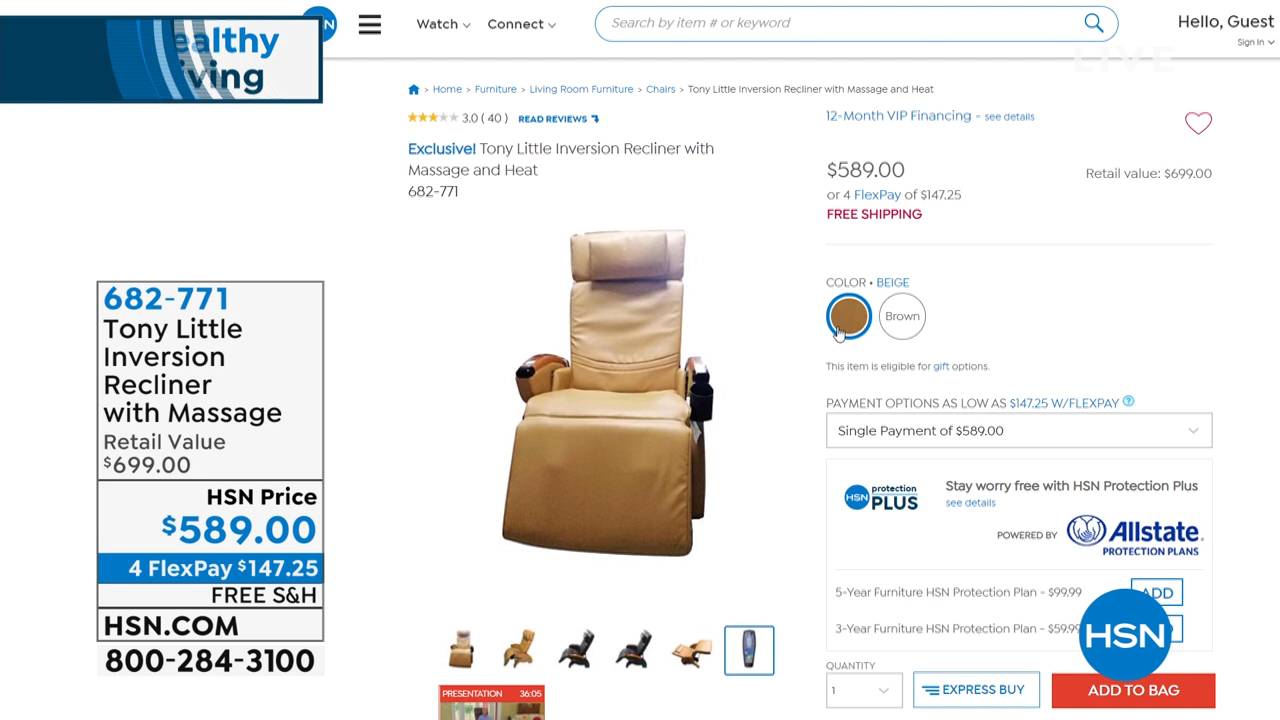 ealthy
iving
N
Watch
Connect
Search by item # or keyword
Hello, Guest
Sign In
LIVE
Home > Furniture > Living Room Furniture > Chairs > Tony Little Inversion Recliner with Massage and Heat
3.0 ( 40 ) READ REVIEWS
Exclusive! Tony Little Inversion Recliner with
Massage and Heat
682-771
12-Month VIP Financing - see details
$589.00
Retail value: $699.00
or 4 FlexPay of $147.25
FREE SHIPPING
COLOR • BEIGE
Brown
This item is eligible for gift options.
PAYMENT OPTIONS AS LOW AS $147.25 W/FLEXPAY ?
Single Payment of $589.00
HSN protection PLUS
Stay worry free with HSN Protection Plus
see details
POWERED BY Allstate.
PROTECTION PLANS
5-Year Furniture HSN Protection Plan - $99.99
ADD
3-Year Furniture HSN Protection Plan - $59.99
HSN
QUANTITY
1
EXPRESS BUY
ADD TO BAG
PRESENTATION 36:05
682-771
Tony Little
Inversion
Recliner
with Massage
Retail Value
$699.00
HSN Price
$589.00
4 FlexPay $147.25
FREE S&H
HSN.COM
800-284-3100